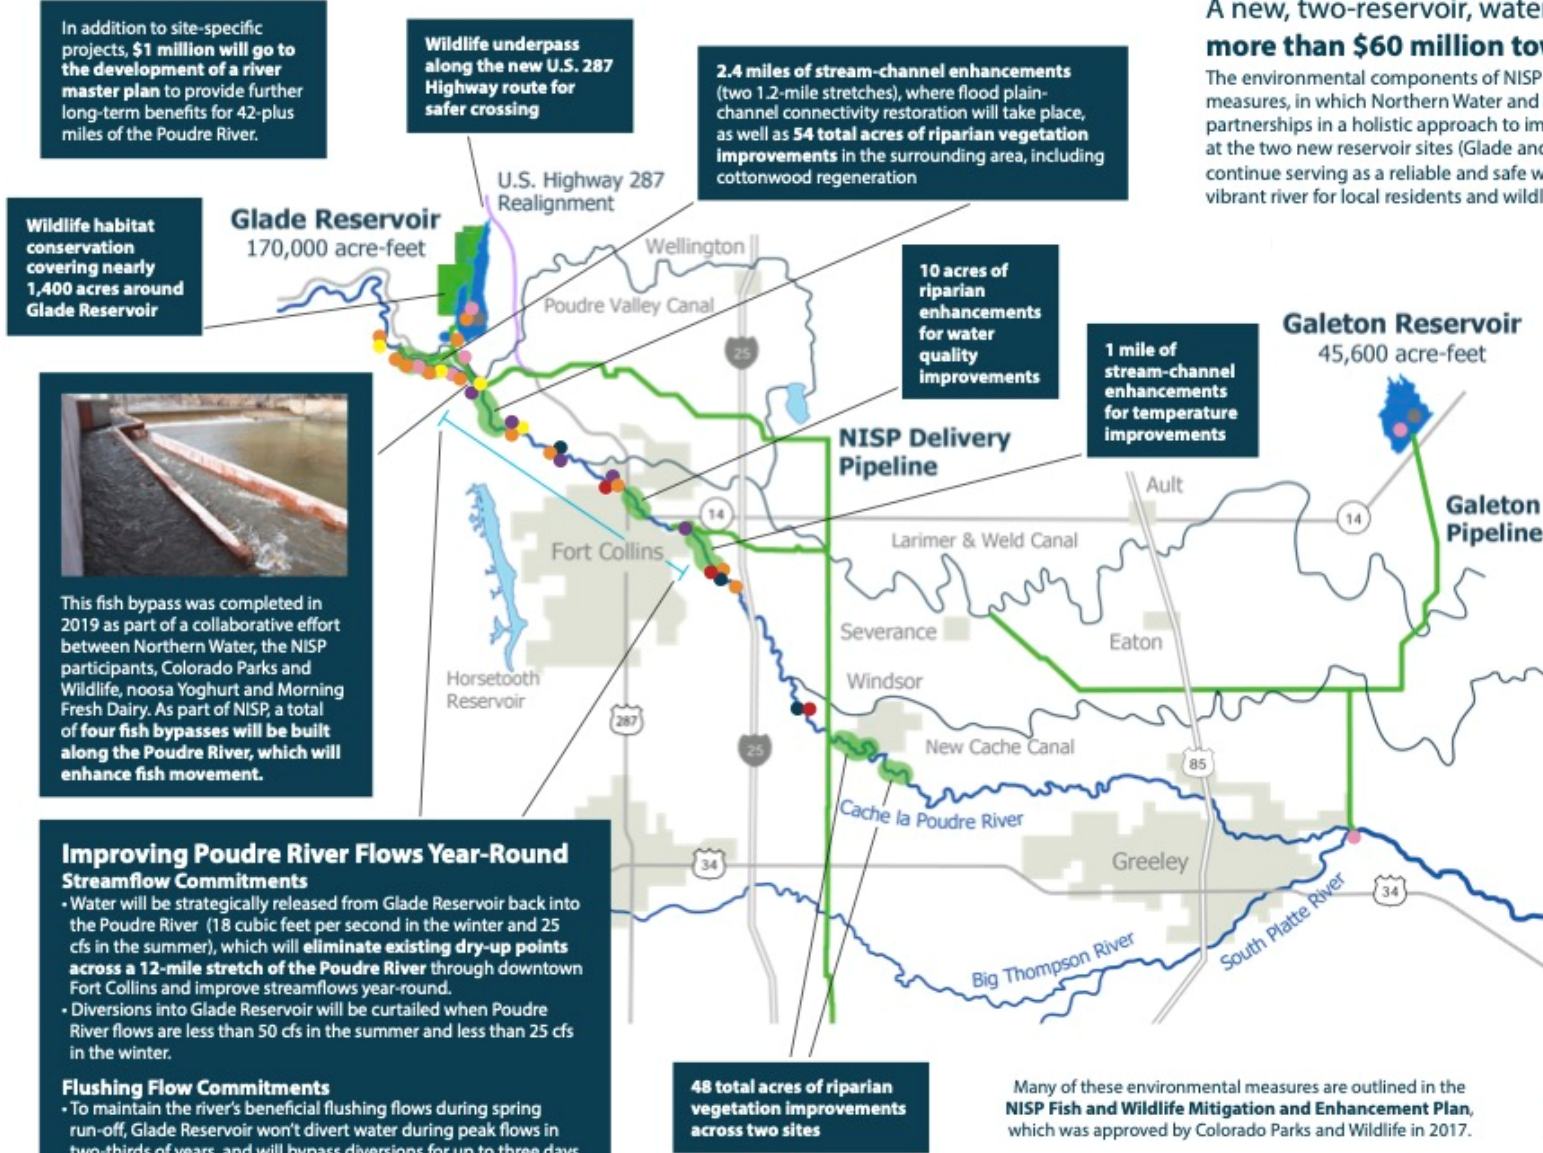 In addition to site-specific
projects, $1 million will go to
the development of a river
master plan to provide further
long-term benefits for 42-plus
miles of the Poudre River.
Wildlife underpass
along the new U.S. 287
Highway route for
safer crossing
2.4 miles of stream-channel enhancements
(two 1.2-mile stretches), where flood plain-
channel connectivity restoration will take place,
as well as 54 total acres of riparian vegetation
improvements in the surrounding area, including
cottonwood regeneration
A new, two-reservoir, water
more than $60 million tow
The environmental components of NISP
measures, in which Northern Water and
partnerships in a holistic approach to im
at the two new reservoir sites (Glade and
continue serving as a reliable and safe w
vibrant river for local residents and wildl
Wildlife habitat
conservation
covering nearly
1,400 acres around
Glade Reservoir
Glade Reservoir
170,000 acre-feet
U.S. Highway 287
Realignment
Wellington
Poudre Valley Canal
25
10 acres of
riparian
enhancements
for water
quality
improvements
1 mile of
stream-channel
enhancements
for temperature
improvements
Galeton Reservoir
45,600 acre-feet
NISP Delivery
Pipeline
Galeton
Pipeline
Ault
14
14
Fort Collins
Larimer & Weld Canal
Severance
Eaton
Horsetooth
Reservoir
Windsor
287
25
New Cache Canal
85
Cache la Poudre River
Greeley
34
34
Big Thompson River
South Platte River
This fish bypass was completed in
2019 as part of a collaborative effort
between Northern Water, the NISP
participants, Colorado Parks and
Wildlife, noosa Yoghurt and Morning
Fresh Dairy. As part of NISP, a total
of four fish bypasses will be built
along the Poudre River, which will
enhance fish movement.
Improving Poudre River Flows Year-Round
Streamflow Commitments
• Water will be strategically released from Glade Reservoir back into
the Poudre River (18 cubic feet per second in the winter and 25
cfs in the summer), which will eliminate existing dry-up points
across a 12-mile stretch of the Poudre River through downtown
Fort Collins and improve streamflows year-round.
• Diversions into Glade Reservoir will be curtailed when Poudre
River flows are less than 50 cfs in the summer and less than 25 cfs
in the winter.
Flushing Flow Commitments
• To maintain the river's beneficial flushing flows during spring
run-off, Glade Reservoir won't divert water during peak flows in
two-thirds of years, and will bypass diversions for up to three days
48 total acres of riparian
vegetation improvements
across two sites
Many of these environmental measures are outlined in the
NISP Fish and Wildlife Mitigation and Enhancement Plan,
which was approved by Colorado Parks and Wildlife in 2017.